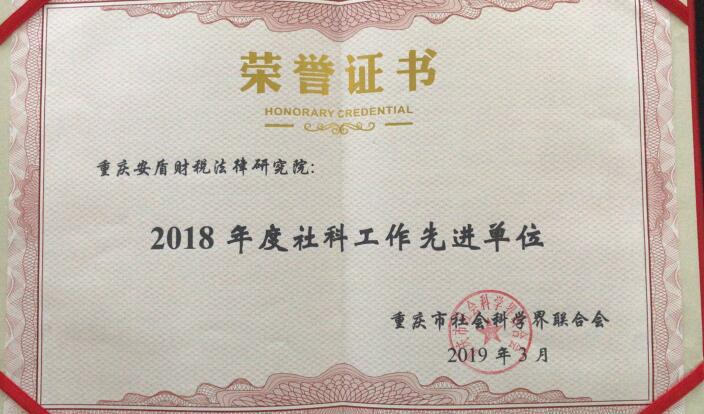 荣誉证书
HONORARY CREDENTIAL
重庆安盾财税法律研究院:
2018年度社科工作先进单位
重庆市社会科学界联合会
2019年3月